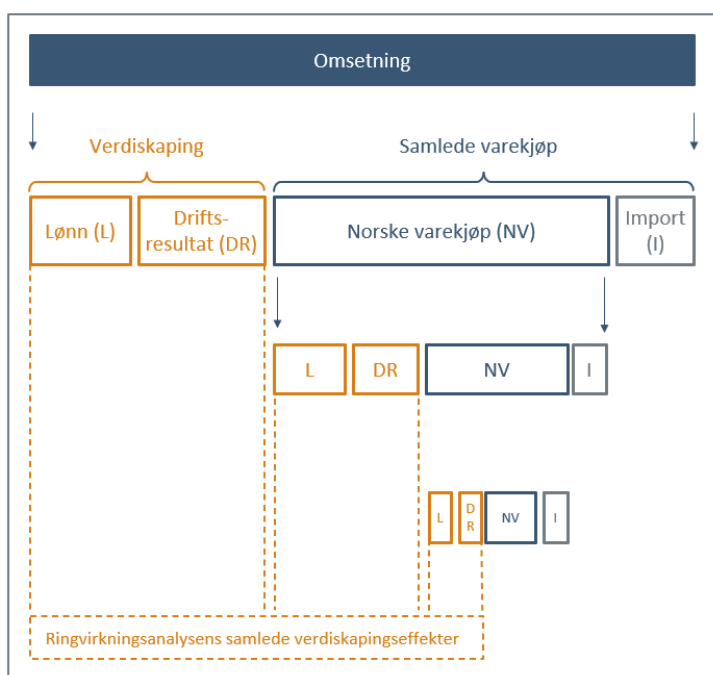 Omsetning
Verdiskaping
Samlede varekjøp
Lønn (L)
Drifts-
resultat (DR)
Norske varekjøp (NV)
Import
(I)
L
DR
NV
I
L
D
R
NV
I
Ringvirkningsanalysens samlede verdiskapingseffekter